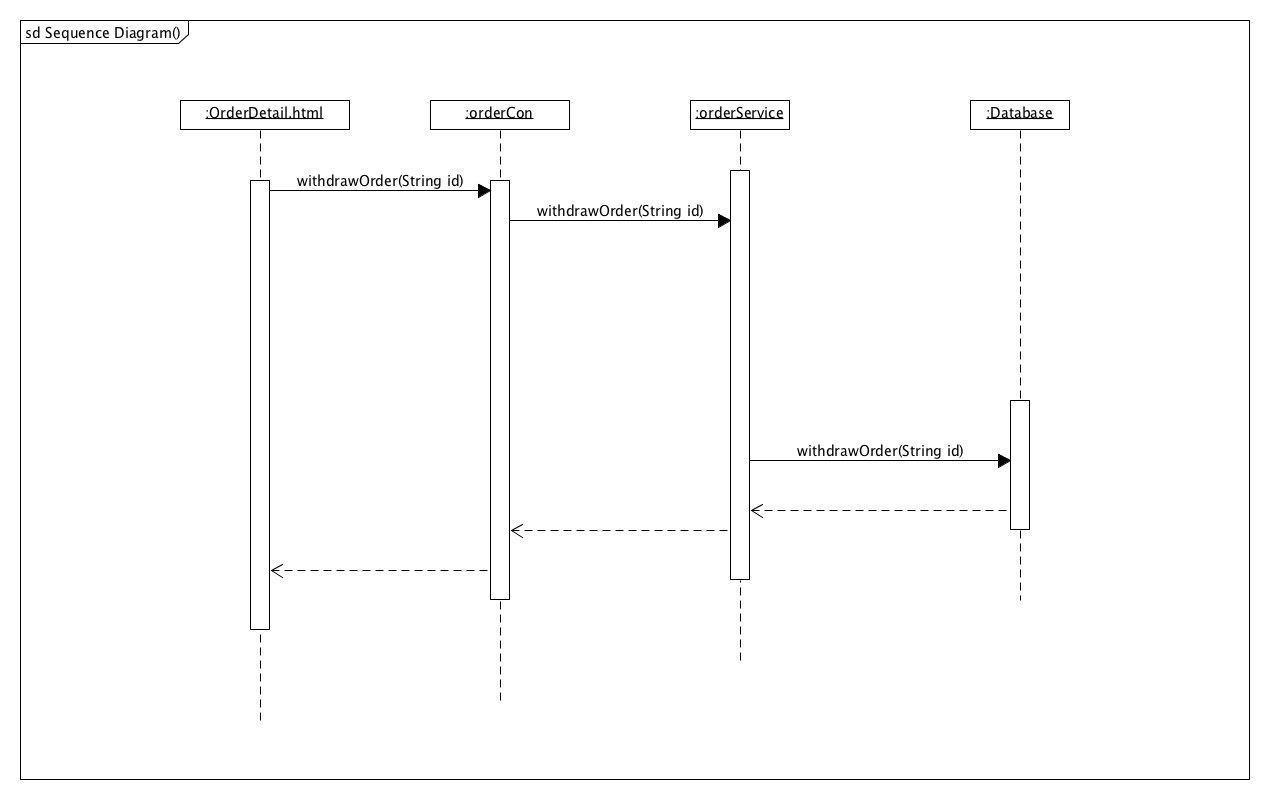 sd Sequence Diagram()
:OrderDetail.html
:orderCon
:orderService
:Database
withdrawOrder(String id)
withdrawOrder(String id)
withdrawOrder(String id)